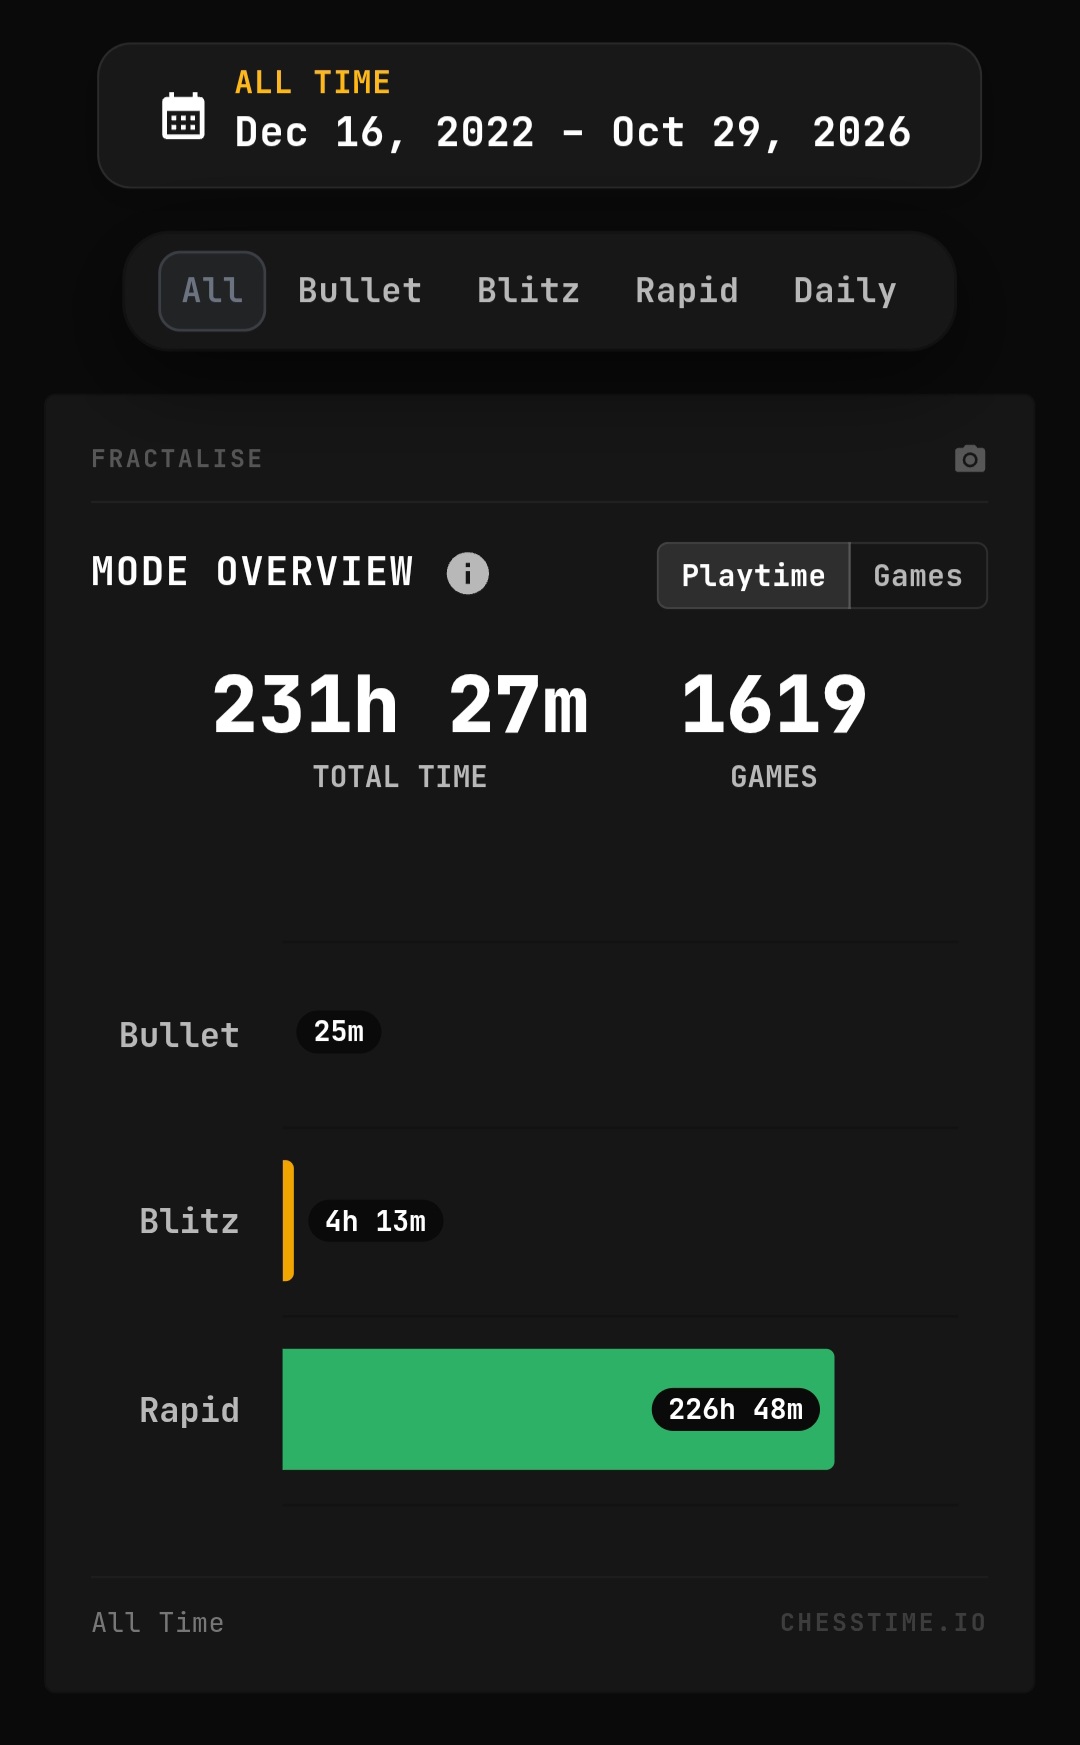 ALL TIME
Dec 16, 2022 – Oct 29, 2026
All Bullet Blitz Rapid Daily
FRACTALISE
MODE OVERVIEW i Playtime Games
231h 27m 1619
TOTAL TIME GAMES
Bullet 25m
Blitz 4h 13m
Rapid 226h 48m
All Time CHESSTIME.IO